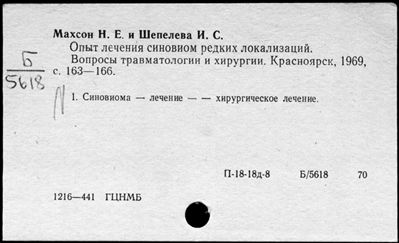 Махсон Н. Е. и Шепелева И. С.
Опыт лечения синовиом редких локализаций.
Вопросы травматологии и хирургии. Красноярск, 1969,
с. 163—166.
Б
5618
1. Синовиома — лечение — — хирургическое лечение.
П-18-18д-8 Б/5618 70
1216—441 ГЦНМБ